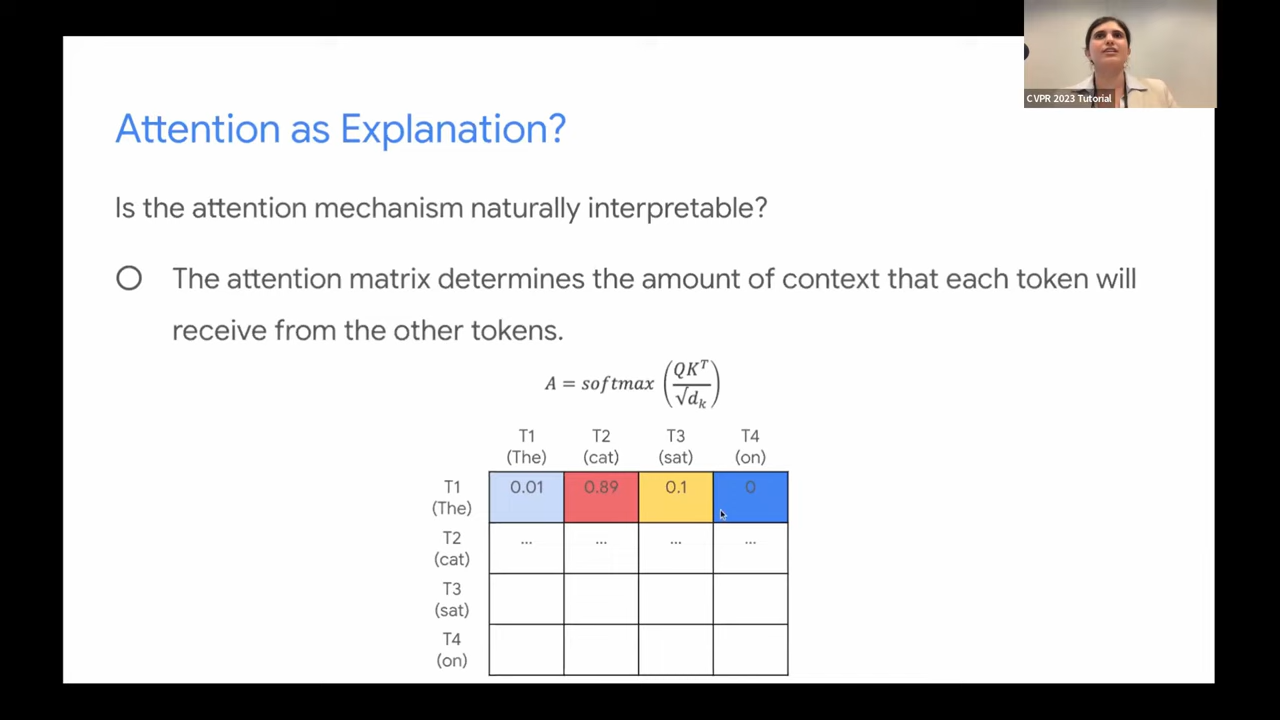 CVPR 2023 Tutorial
Attention as Explanation?
Is the attention mechanism naturally interpretable?
The attention matrix determines the amount of context that each token will
receive from the other tokens.
A = softmax (QK^T / √d_k)
T1 T2 T3 T4
(The) (cat) (sat) (on)
T1 0.01 0.89 0.1 0
(The)
T2 ... ... ... ...
(cat)
T3
(sat)
T4
(on)